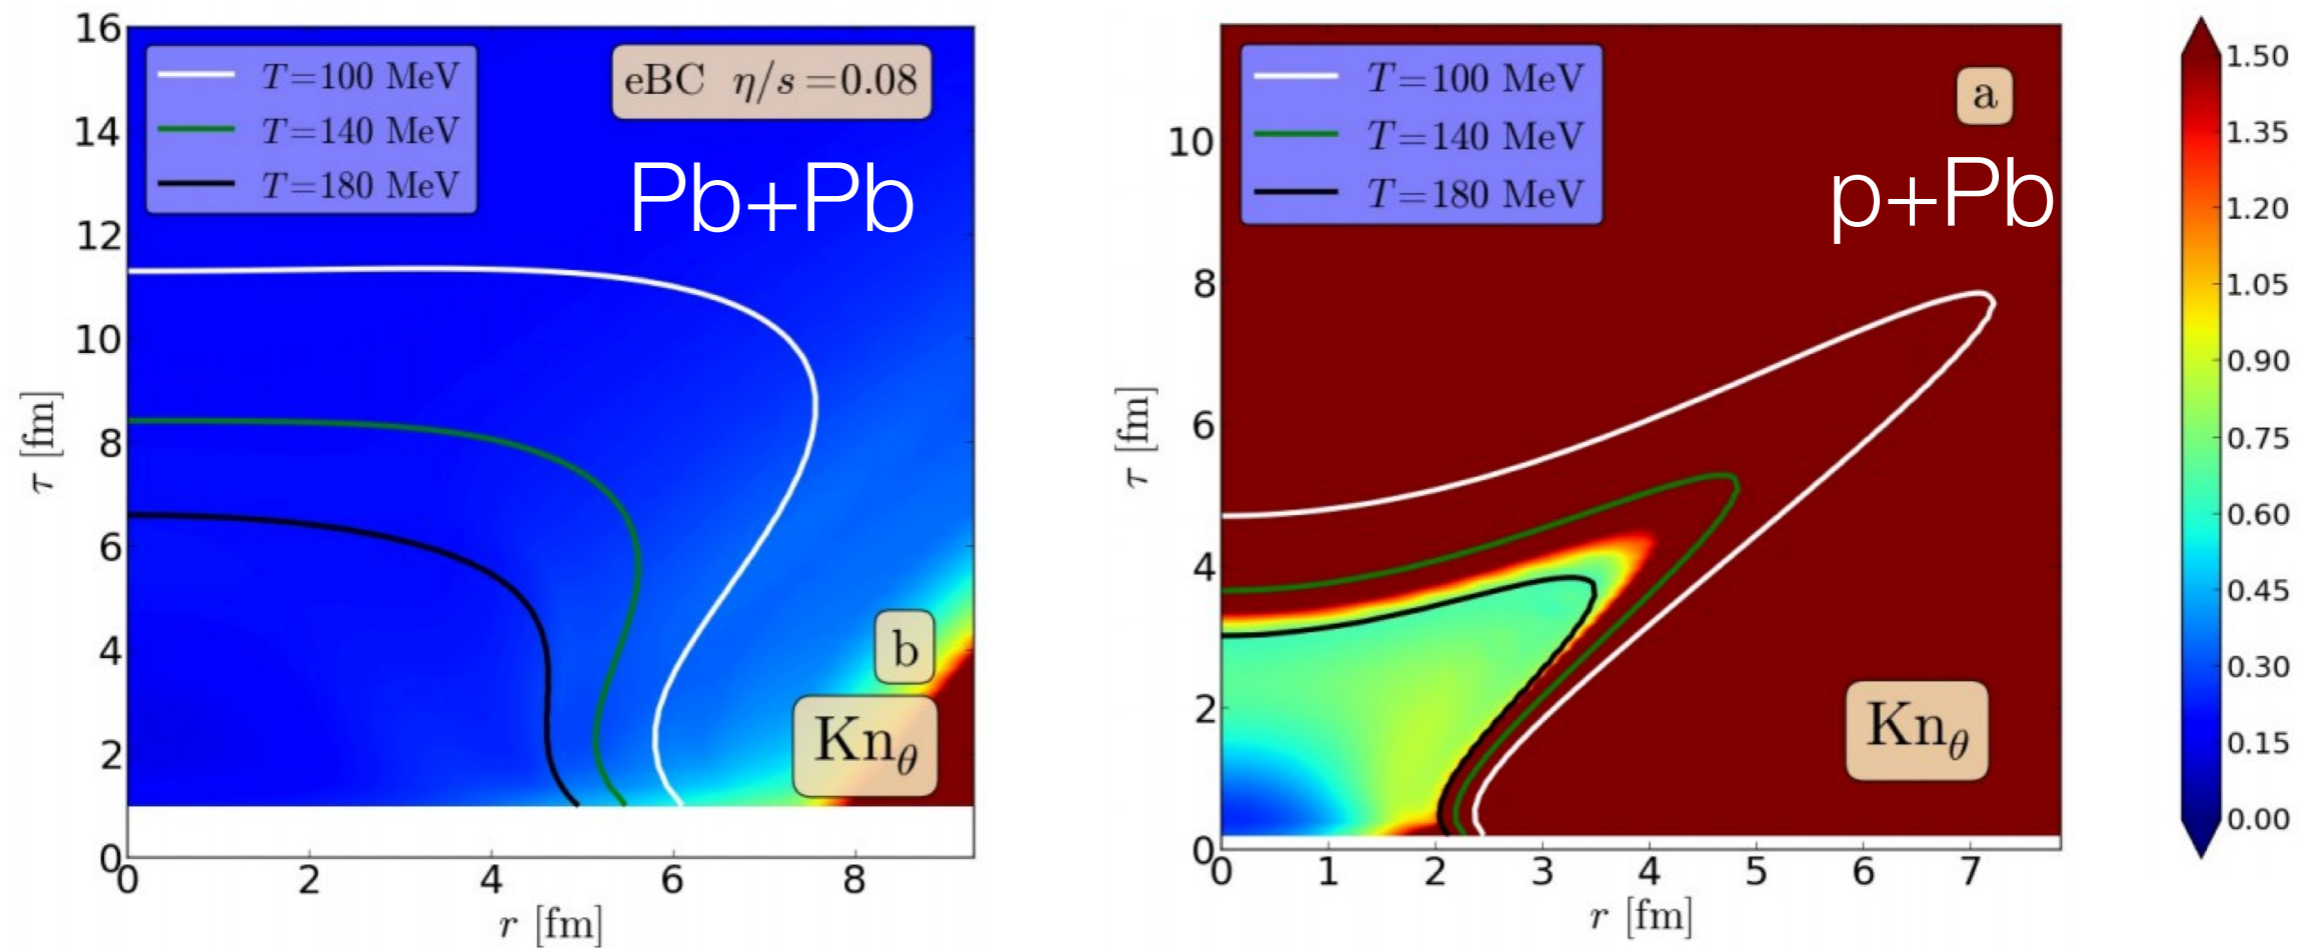 16
14
12
10
8
6
4
2
0
τ [fm]
T=100 MeV
T=140 MeV
T=180 MeV
eBC η/s=0.08
Pb+Pb
b
Knθ
0 2 4 6 8
r [fm]
10
8
6
4
2
0
τ [fm]
T=100 MeV
T=140 MeV
T=180 MeV
a
p+Pb
Knθ
0 1 2 3 4 5 6 7
r [fm]
1.50
1.35
1.20
1.05
0.90
0.75
0.60
0.45
0.30
0.15
0.00